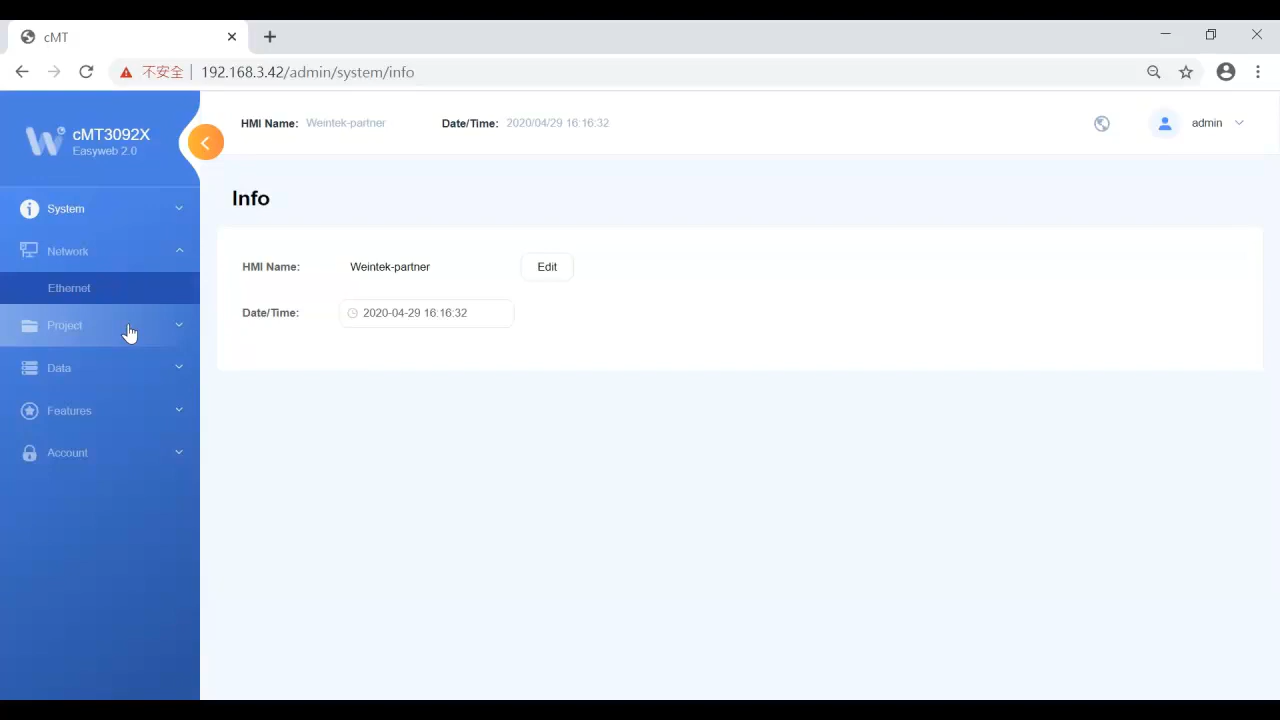 cMT
不安全 192.168.3.42/admin/system/info
cMT3092X
Easyweb 2.0
HMI Name: Weintek-partner Date/Time: 2020/04/29 16:16:32 admin
System
Network
Ethernet
Project
Data
Features
Account
Info
HMI Name: Weintek-partner Edit
Date/Time: 2020-04-29 16:16:32